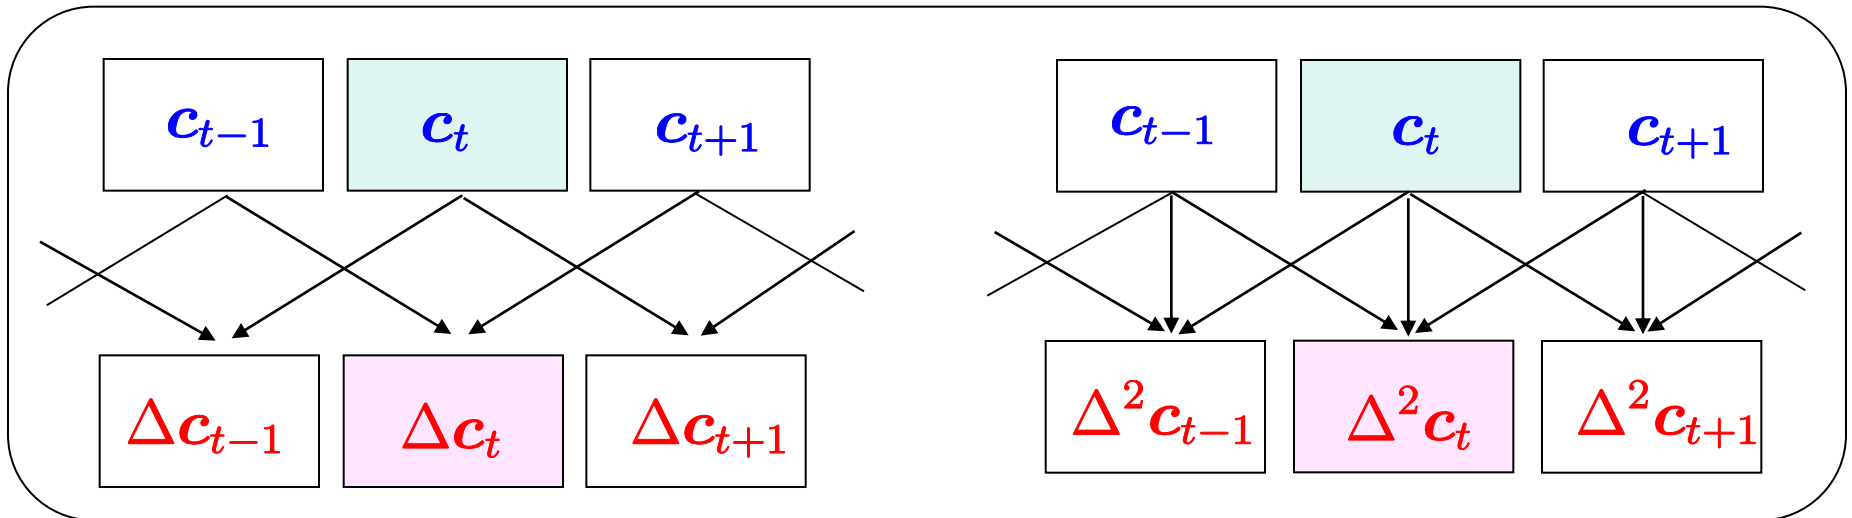 c_{t-1} c_t c_{t+1} c_{t-1} c_t c_{t+1}
Δc_{t-1} Δc_t Δc_{t+1} Δ²c_{t-1} Δ²c_t Δ²c_{t+1}